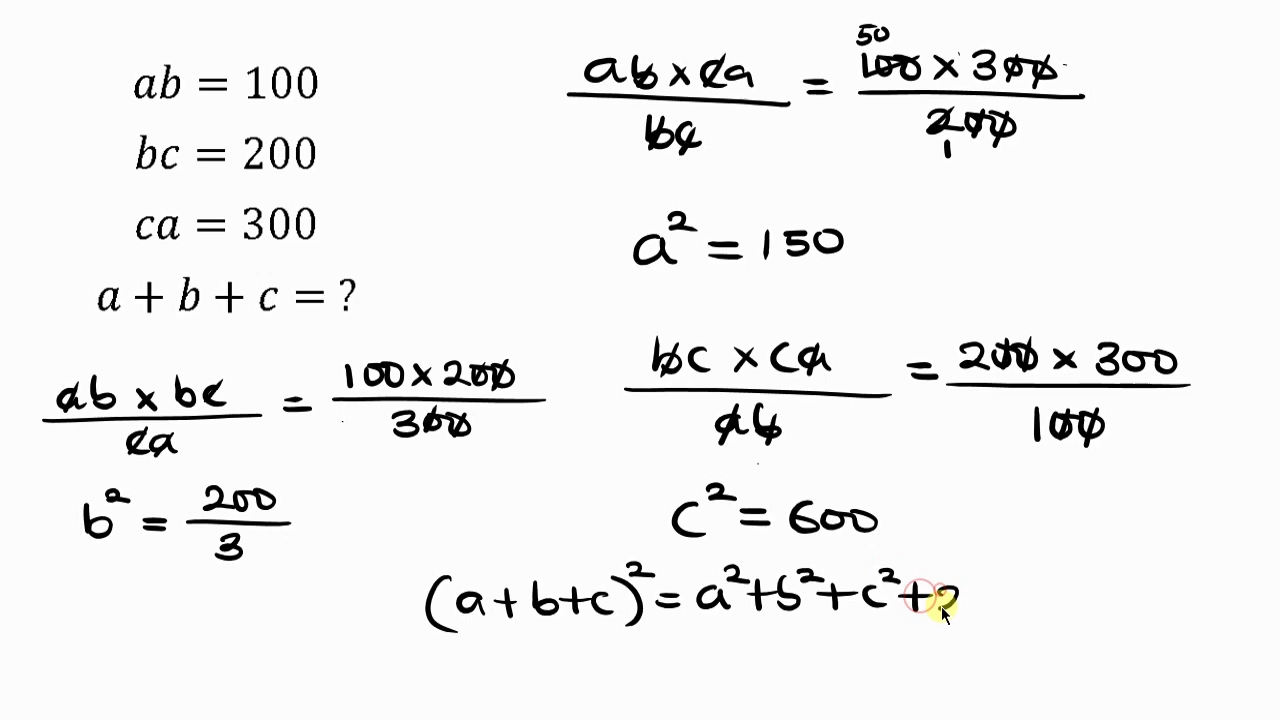 ab = 100
bc = 200
ca = 300
a + b + c = ?
ab × ca / bc = 100 × 300 / 200
50
1
a² = 150
ab × bc / ca = 100 × 200 / 300
b² = 200 / 3
bc × ca / ab = 200 × 300 / 100
c² = 600
(a+b+c)² = a²+b²+c²+